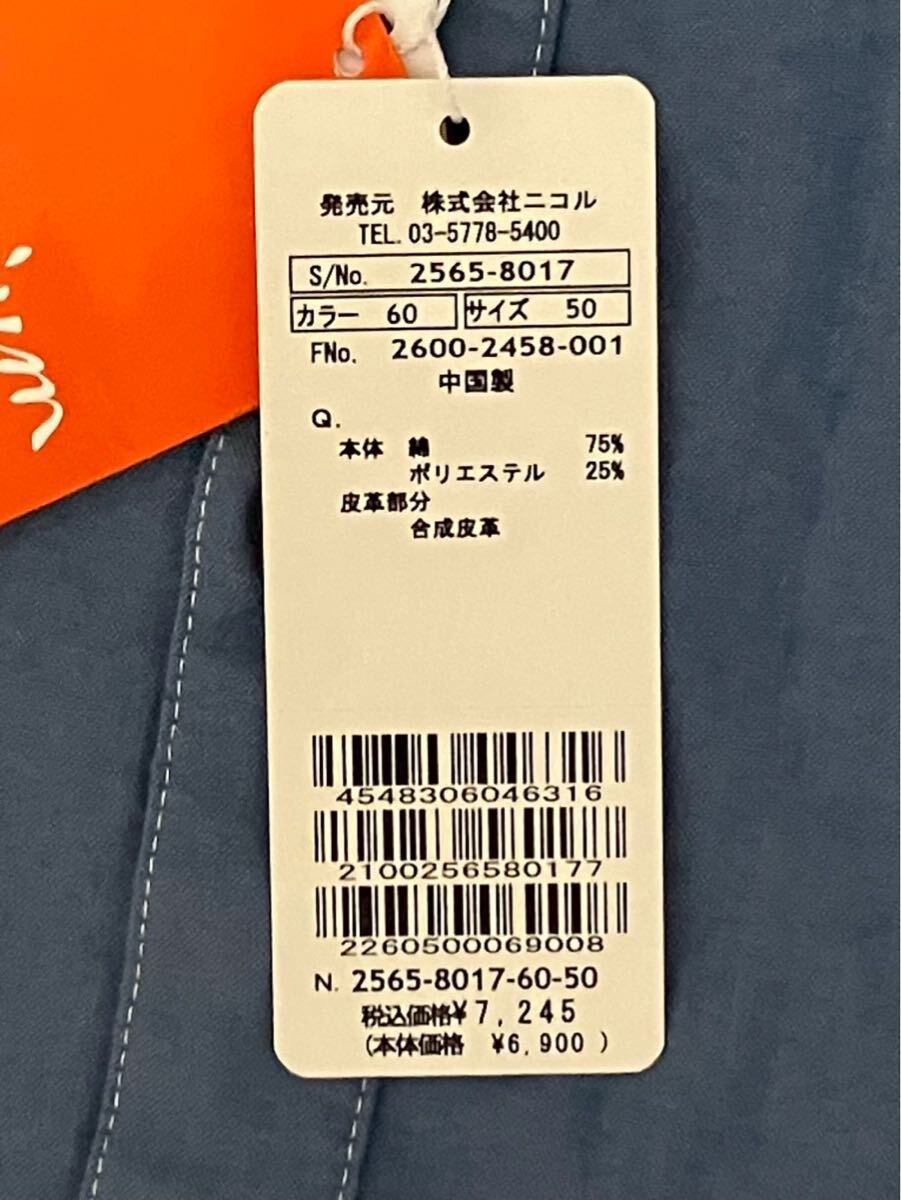 発売元 株式会社ニコル
TEL. 03-5778-5400
S/No. 2565-8017
カラー 60 サイズ 50
FNo. 2600-2458-001
中国製
Q.
本体 綿 75%
ポリエステル 25%
皮革部分
合成皮革
4548306046316
2100256580177
2260500069008
N. 2565-8017-60-50
税込価格¥7,245
(本体価格 ¥6,900 )